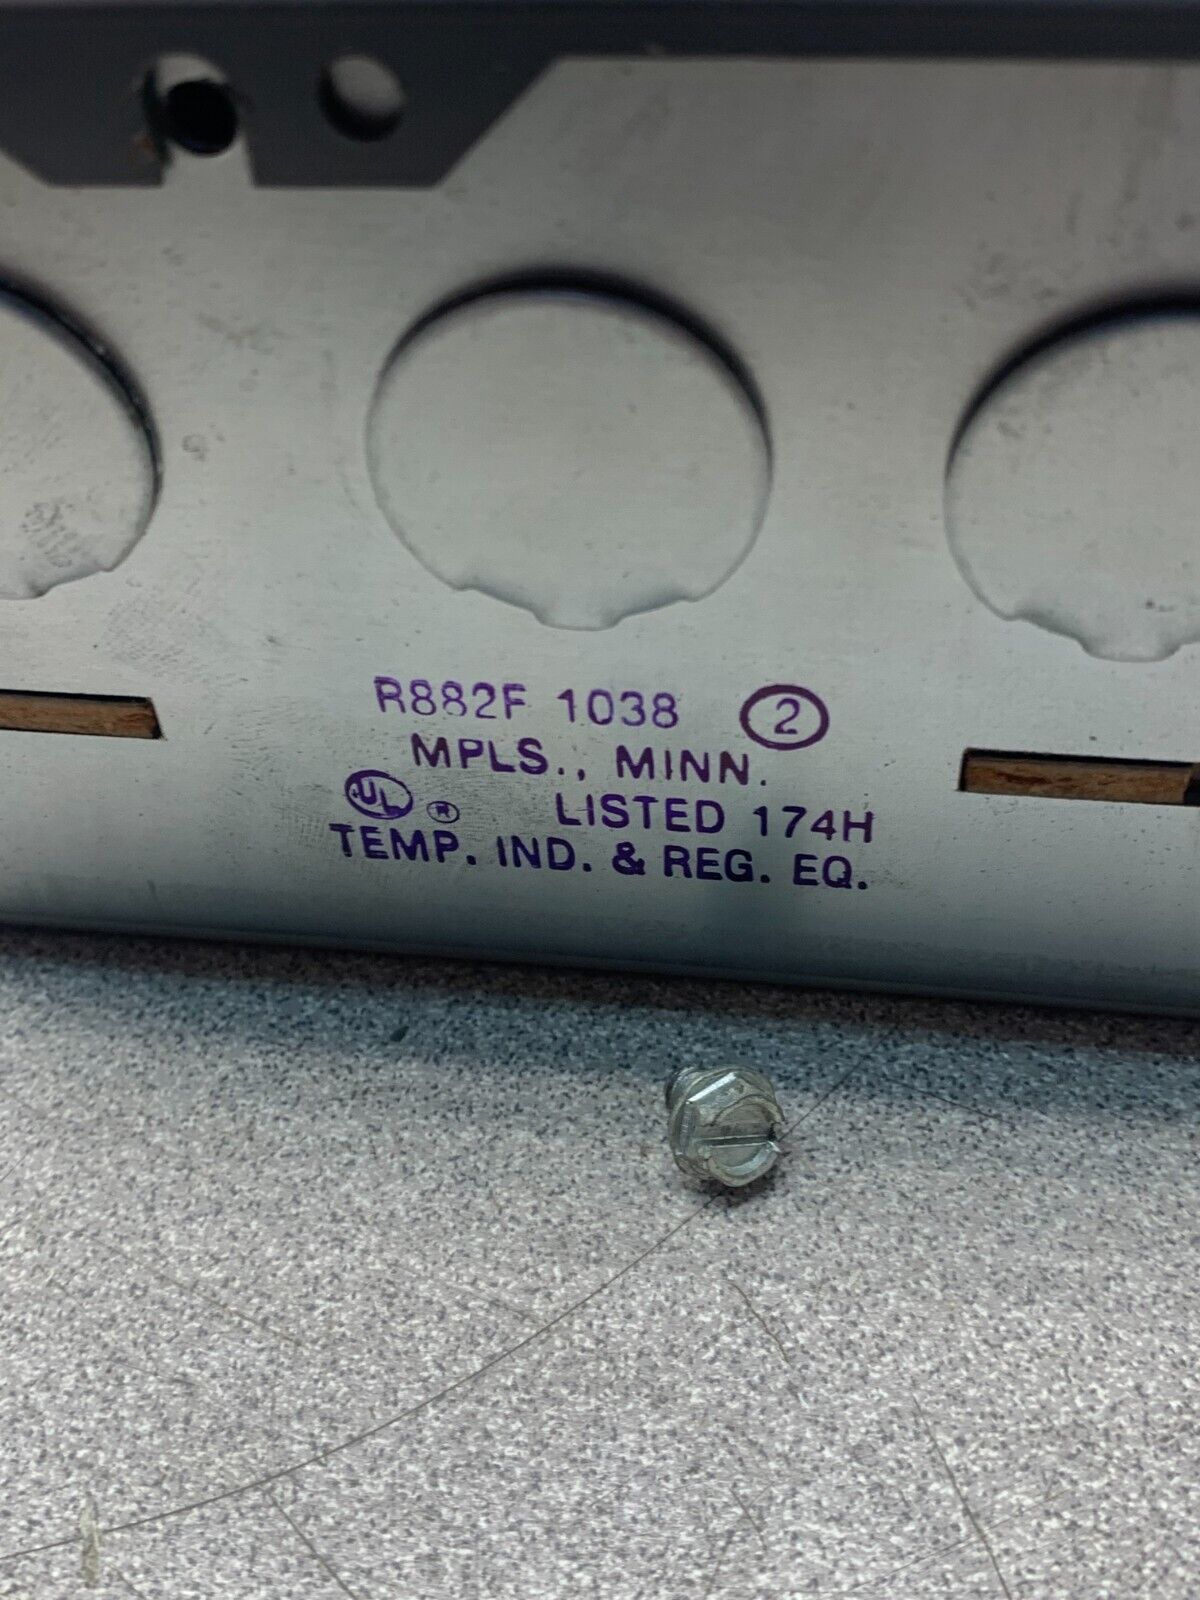 R882F 1038 2
MPLS., MINN.
UL ® LISTED 174H
TEMP. IND. & REG. EQ.